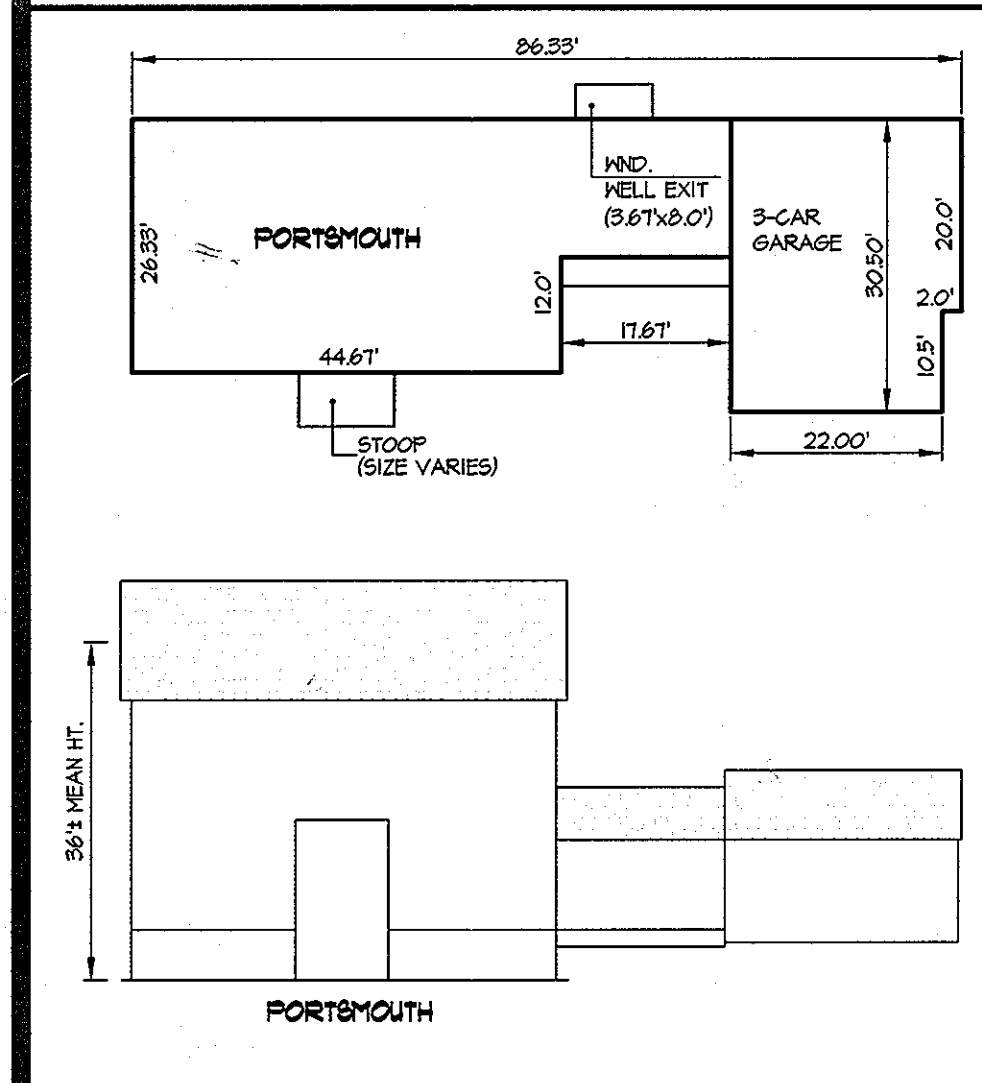 86.33'
WND.
WELL EXIT
(3.67'x8.0')
3-CAR
GARAGE
PORTSMOUTH
26.33'
12.0'
30.50'
20.0'
2.0'
17.67'
10.5'
44.67'
STOOP
(SIZE VARIES)
22.00'
36'± MEAN HT.
PORTSMOUTH